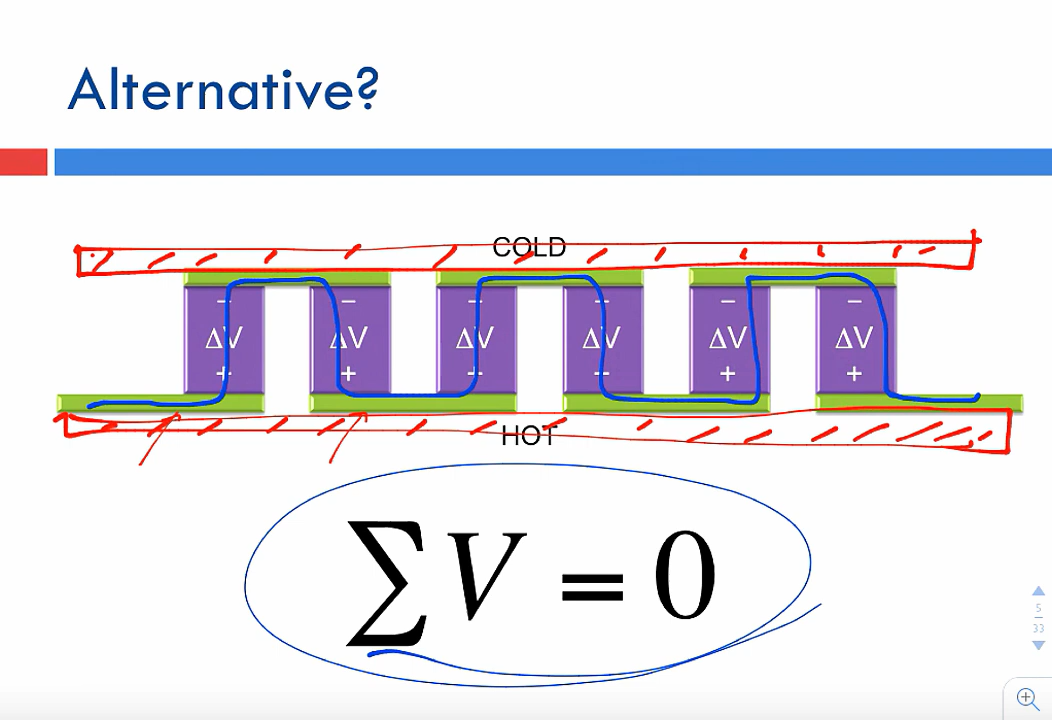 Alternative?
COLD
− − − − − −
ΔV ΔV ΔV ΔV ΔV ΔV
+ + + + + +
HOT
∑V = 0
5
33